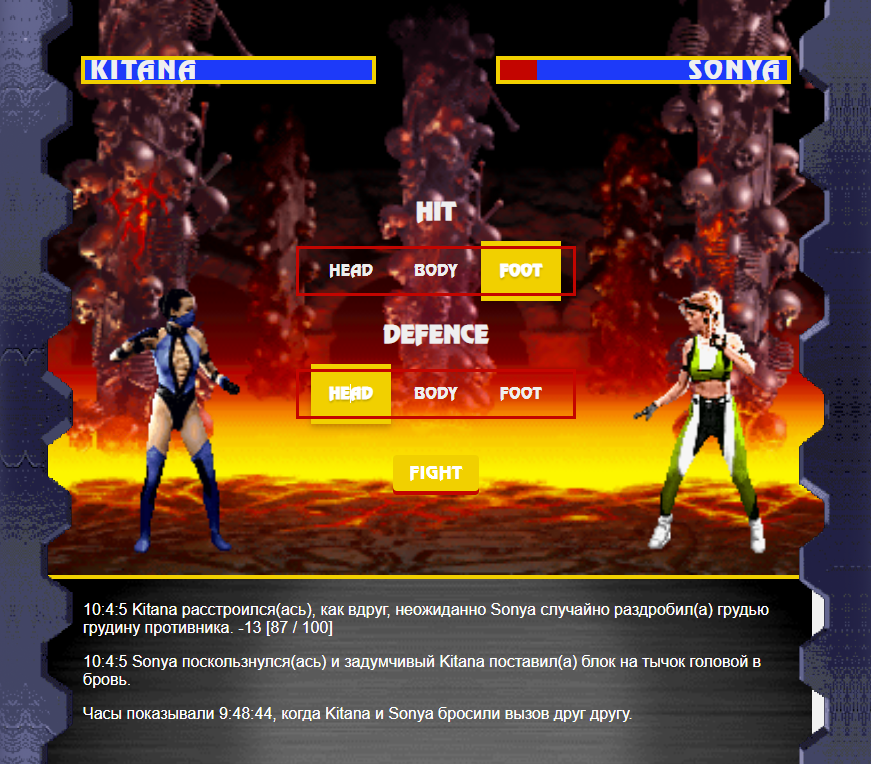 KITANA
SONYA
HIT
HEAD BODY FOOT
DEFENCE
HEAD BODY FOOT
FIGHT
10:4:5 Kitana расстроился(ась), как вдруг, неожиданно Sonya случайно раздробил(а) грудью
грудину противника. -13 [87 / 100]
10:4:5 Sonya поскользнулся(ась) и задумчивый Kitana поставил(а) блок на тычок головой в
бровь.
Часы показывали 9:48:44, когда Kitana и Sonya бросили вызов друг другу.